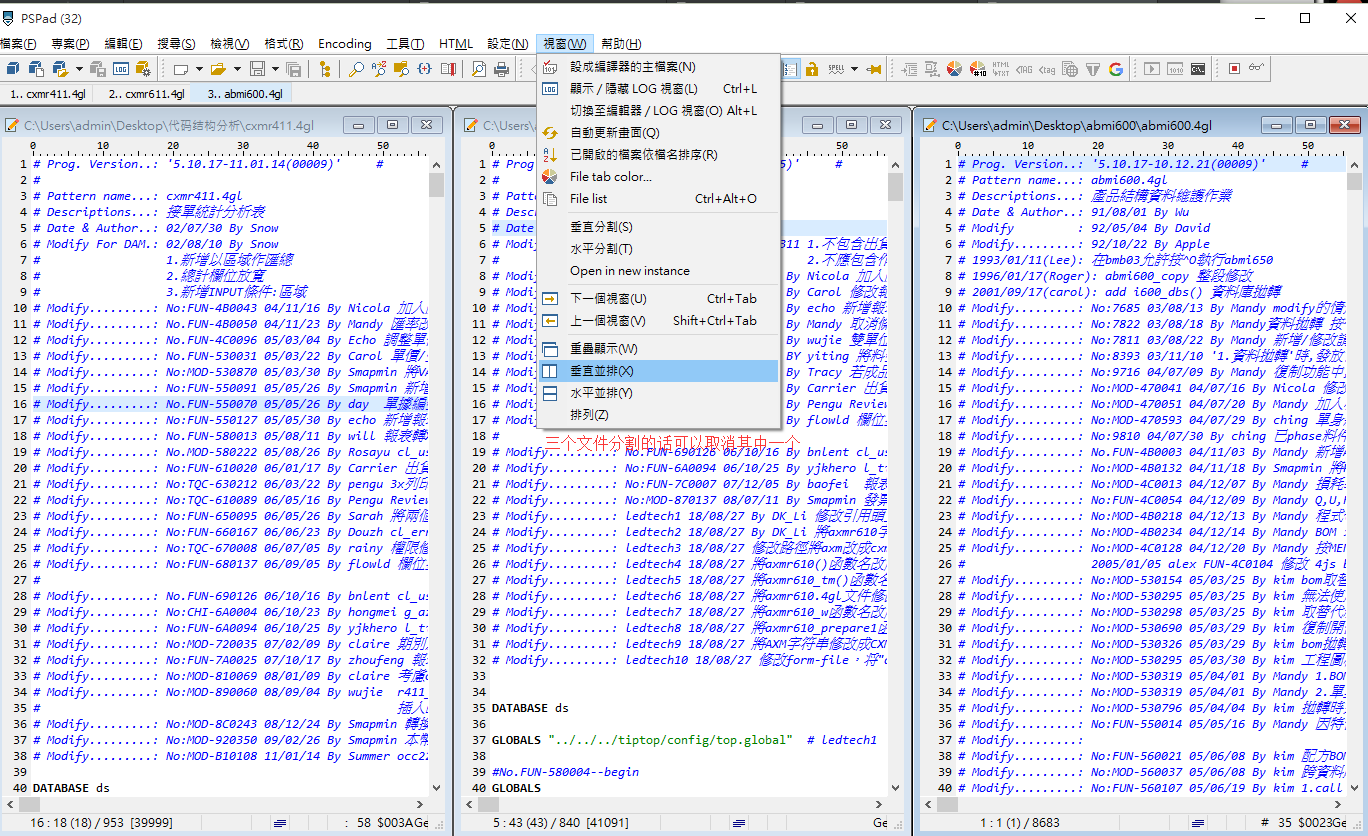 PSPad (32)
檔案(F) 專案(P) 編輯(E) 搜尋(S) 檢視(V) 格式(R) Encoding 工具(T) HTML 設定(N) 視窗(W) 幫助(H)
1.. cxmr411.4gl 2.. cxmr611.4gl 3.. abmi600.4gl
C:\Users\admin\Desktop\代码结构分析\cxmr411.4gl
0 10 20 30 40 50
1 # Prog. Version..: '5.10.17-11.01.14(00009)' #
2 #
3 # Pattern name...: cxmr411.4gl
4 # Descriptions...: 接單統計分析表
5 # Date & Author..: 02/07/30 By Snow
6 # Modify For DAM.: 02/08/10 By Snow
7 # 1.新增以區域作匯總
8 # 2.總計欄位放寬
9 # 3.新增INPUT條件:區域
10 # Modify.........: No:FUN-4B0043 04/11/16 By Nicola 加入
11 # Modify.........: No:FUN-4B0050 04/11/23 By Mandy 匯率改
12 # Modify.........: No:FUN-4C0096 05/03/04 By Echo 調整單
13 # Modify.........: No:FUN-530031 05/03/22 By Carol 單價/
14 # Modify.........: No:MOD-530870 05/03/30 By Smapmin 將VA
15 # Modify.........: No:FUN-550091 05/05/26 By Smapmin 新增
16 # Modify.........: No.FUN-550070 05/05/26 By day 單據編
17 # Modify.........: No:FUN-550127 05/05/30 By echo 新增報
18 # Modify.........: No:FUN-580013 05/08/11 By will 報表轉
19 # Modify.........: No:MOD-580222 05/08/26 By Rosayu cl_us
20 # Modify.........: No:FUN-610020 06/01/17 By Carrier 出貨
21 # Modify.........: No:TQC-630212 06/03/22 By pengu 3x列印
22 # Modify.........: No:TQC-610089 06/05/16 By Pengu Review
23 # Modify.........: No:FUN-650095 06/05/26 By Sarah 將兩個
24 # Modify.........: No:FUN-660167 06/06/23 By Douzh cl_err
25 # Modify.........: No:TQC-670008 06/07/05 By rainy 權限修
26 # Modify.........: No:FUN-680137 06/09/05 By flowld 欄位
27 #
28 # Modify.........: No:FUN-690126 06/10/16 By bnlent cl_us
29 # Modify.........: No:CHI-6A0004 06/10/23 By hongmei g_az
30 # Modify.........: No:FUN-6A0094 06/10/25 By yjkhero l_t
31 # Modify.........: No:MOD-720035 07/02/09 By claire 期別
32 # Modify.........: No:FUN-7A0025 07/10/17 By zhoufeng 報
33 # Modify.........: No:MOD-810069 08/01/09 By claire 考慮
34 # Modify.........: No:MOD-890060 08/09/04 By wujie r411_
35 # 插入
36 # Modify.........: No:MOD-8C0243 08/12/24 By Smapmin 轉換
37 # Modify.........: No:MOD-920350 09/02/26 By Smapmin 本幣
38 # Modify.........: No:MOD-B10108 11/01/14 By Summer occ22
39
40 DATABASE ds
16 : 18 (18) / 953 [39999] : 58 $003A Ge
C:\Us
0
1 # Prog 5)' #
2 #
3 # Patt
4 # Desc
5 # Date
6 # Modi 311 1.不包含出貨
7 # 2.不應包含作
8 # Modi By Nicola 加入
9 # Modi By Carol 修改報
10 # Modi By echo 新增報
11 # Modi By Mandy 取消條
12 # Modi By wujie 雙單位
13 # Modi BY yiting 將料
14 # Modi By Tracy 若成品
15 # Modi By Carrier 出貨
16 # Modi By Pengu Review
17 # Modi By flowld 欄位
18 #
19 # Modify.........: No:FUN-690126 06/10/16 By bnlent cl_us
20 # Modify.........: No:FUN-6A0094 06/10/25 By yjkhero l_t
21 # Modify.........: No:FUN-7C0007 07/12/05 By baofei 報表
22 # Modify.........: No:MOD-870137 08/07/11 By Smapmin 發票
23 # Modify.........: ledtech1 18/08/27 By DK_Li 修改引用頭
24 # Modify.........: ledtech2 18/08/27 By DK_Li 將axmr610字
25 # Modify.........: ledtech3 18/08/27 修改路徑將axm改成cxm
26 # Modify.........: ledtech4 18/08/27 將axmr610()函數名改
27 # Modify.........: ledtech5 18/08/27 將axmr610_tm()函數名
28 # Modify.........: ledtech6 18/08/27 將axmr610.4gl文件修
29 # Modify.........: ledtech7 18/08/27 將axmr610_w函數名改
30 # Modify.........: ledtech8 18/08/27 將axmr610_prepare1函
31 # Modify.........: ledtech9 18/08/27 將AXM字符串修改成CXM
32 # Modify.........: ledtech10 18/08/27 修改form-file，將"
33
34
35 DATABASE ds
36
37 GLOBALS "../../../tiptop/config/top.global" # ledtech1
38
39 #No.FUN-580004--begin
40 GLOBALS
5 : 43 (43) / 840 [41091] Ge
設成編譯器的主檔案(N)
顯示 / 隱藏 LOG 視窗(L) Ctrl+L
切換至編輯器 / LOG 視窗(O) Alt+L
自動更新畫面(Q)
已開啟的檔案依檔名排序(R)
File tab color...
File list Ctrl+Alt+O
垂直分割(S)
水平分割(T)
Open in new instance
下一個視窗(U) Ctrl+Tab
上一個視窗(V) Shift+Ctrl+Tab
重疊顯示(W)
垂直並排(X)
水平並排(Y)
排列(Z)
三个文件分割的话可以取消其中一个
C:\Users\admin\Desktop\abmi600\abmi600.4gl
0 10 20 30 40 50
1 # Prog. Version..: '5.10.17-10.12.21(00009)' #
2 # Pattern name...: abmi600.4gl
3 # Descriptions...: 產品結構資料維護作業
4 # Date & Author..: 91/08/01 By Wu
5 # Modify : 92/05/04 By David
6 # Modify.........: 92/10/22 By Apple
7 # 1993/01/11(Lee): 在bmb03允許按^O執行abmi650
8 # 1996/01/17(Roger): abmi600_copy 整段修改
9 # 2001/09/17(carol): add i600_dbs() 資料庫拋轉
10 # Modify.........: No:7685 03/08/13 By Mandy modify的情
11 # Modify.........: No:7822 03/08/18 By Mandy資料拋轉 按
12 # Modify.........: No:7811 03/08/22 By Mandy 新增/修改
13 # Modify.........: No:8393 03/11/10 '1.資料拋轉'時,發放
14 # Modify.........: No:9716 04/07/09 By Mandy 復制功能中
15 # Modify.........: No:MOD-470041 04/07/16 By Nicola 修改
16 # Modify.........: No:MOD-470051 04/07/20 By Mandy 加入
17 # Modify.........: No:MOD-470593 04/07/29 By ching 單身
18 # Modify.........: No:9810 04/07/30 By ching 已phase料件
19 # Modify.........: No:FUN-4B0003 04/11/03 By Mandy 新增
20 # Modify.........: No:MOD-4B0132 04/11/18 By Smapmin 將
21 # Modify.........: No:MOD-4C0013 04/12/07 By Mandy 損耗
22 # Modify.........: No:FUN-4C0054 04/12/09 By Mandy Q,U,
23 # Modify.........: No:MOD-4B0218 04/12/13 By Mandy 程式
24 # Modify.........: No:MOD-4B0234 04/12/14 By Mandy BOM
25 # Modify.........: No:MOD-4C0128 04/12/20 By Mandy 按MEN
26 # 2005/01/05 alex FUN-4C0104 修改 4js b
27 # Modify.........: No:MOD-530154 05/03/25 By kim bom取替
28 # Modify.........: No:MOD-530295 05/03/25 By kim 無法使
29 # Modify.........: No:MOD-530298 05/03/25 By kim 取替代
30 # Modify.........: No:MOD-530690 05/03/29 By kim 復制開
31 # Modify.........: No:MOD-530326 05/03/29 By kim bom拋轉
32 # Modify.........: No:MOD-530295 05/03/30 By kim 工程圖
33 # Modify.........: No:MOD-530319 05/04/01 By Mandy 1.BOM
34 # Modify.........: No:MOD-530319 05/04/01 By Mandy 2.單
35 # Modify.........: No:MOD-530796 05/04/04 By kim 拋轉時
36 # Modify.........: No:FUN-550014 05/05/16 By Mandy 因特
37 # Modify.........:
38 # Modify.........: No:FUN-560021 05/06/08 By kim 配方BOM
39 # Modify.........: No:MOD-560037 05/06/08 By kim 跨資料
40 # Modify.........: No:FUN-560107 05/06/19 By kim 1.call
1 : 1 (1) / 8683 # 35 $0023 Ge